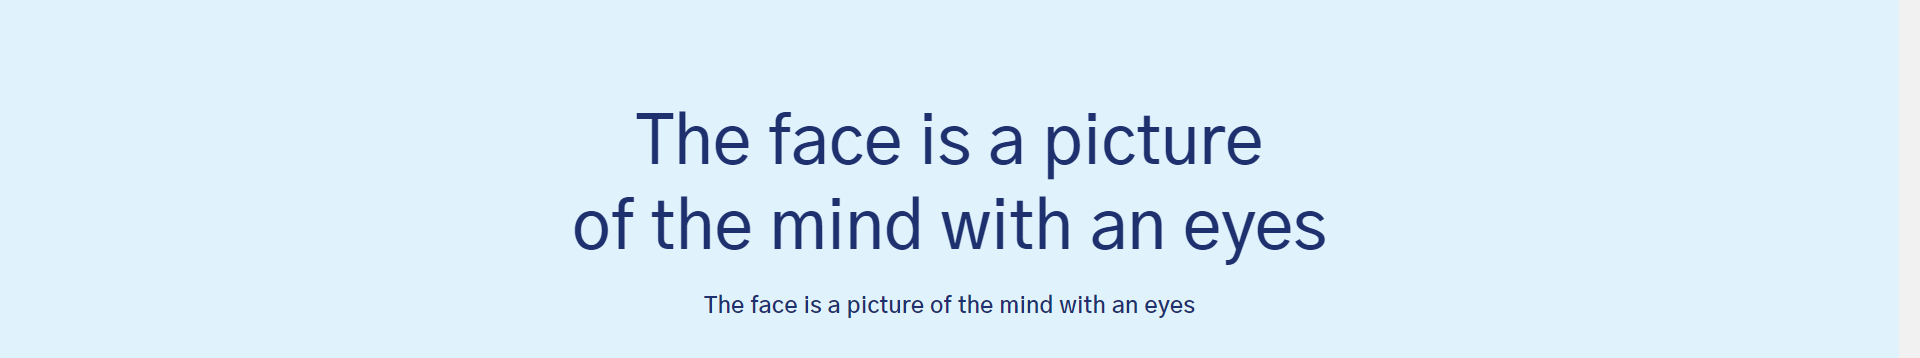 The face is a picture
of the mind with an eyes
The face is a picture of the mind with an eyes